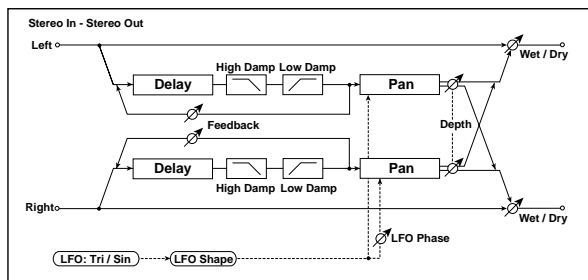 Stereo In - Stereo Out
Left
Wet / Dry
High Damp Low Damp
Delay
Pan
Feedback
Depth
Delay
Pan
High Damp Low Damp
Right
Wet / Dry
LFO Phase
LFO: Tri / Sin
LFO Shape